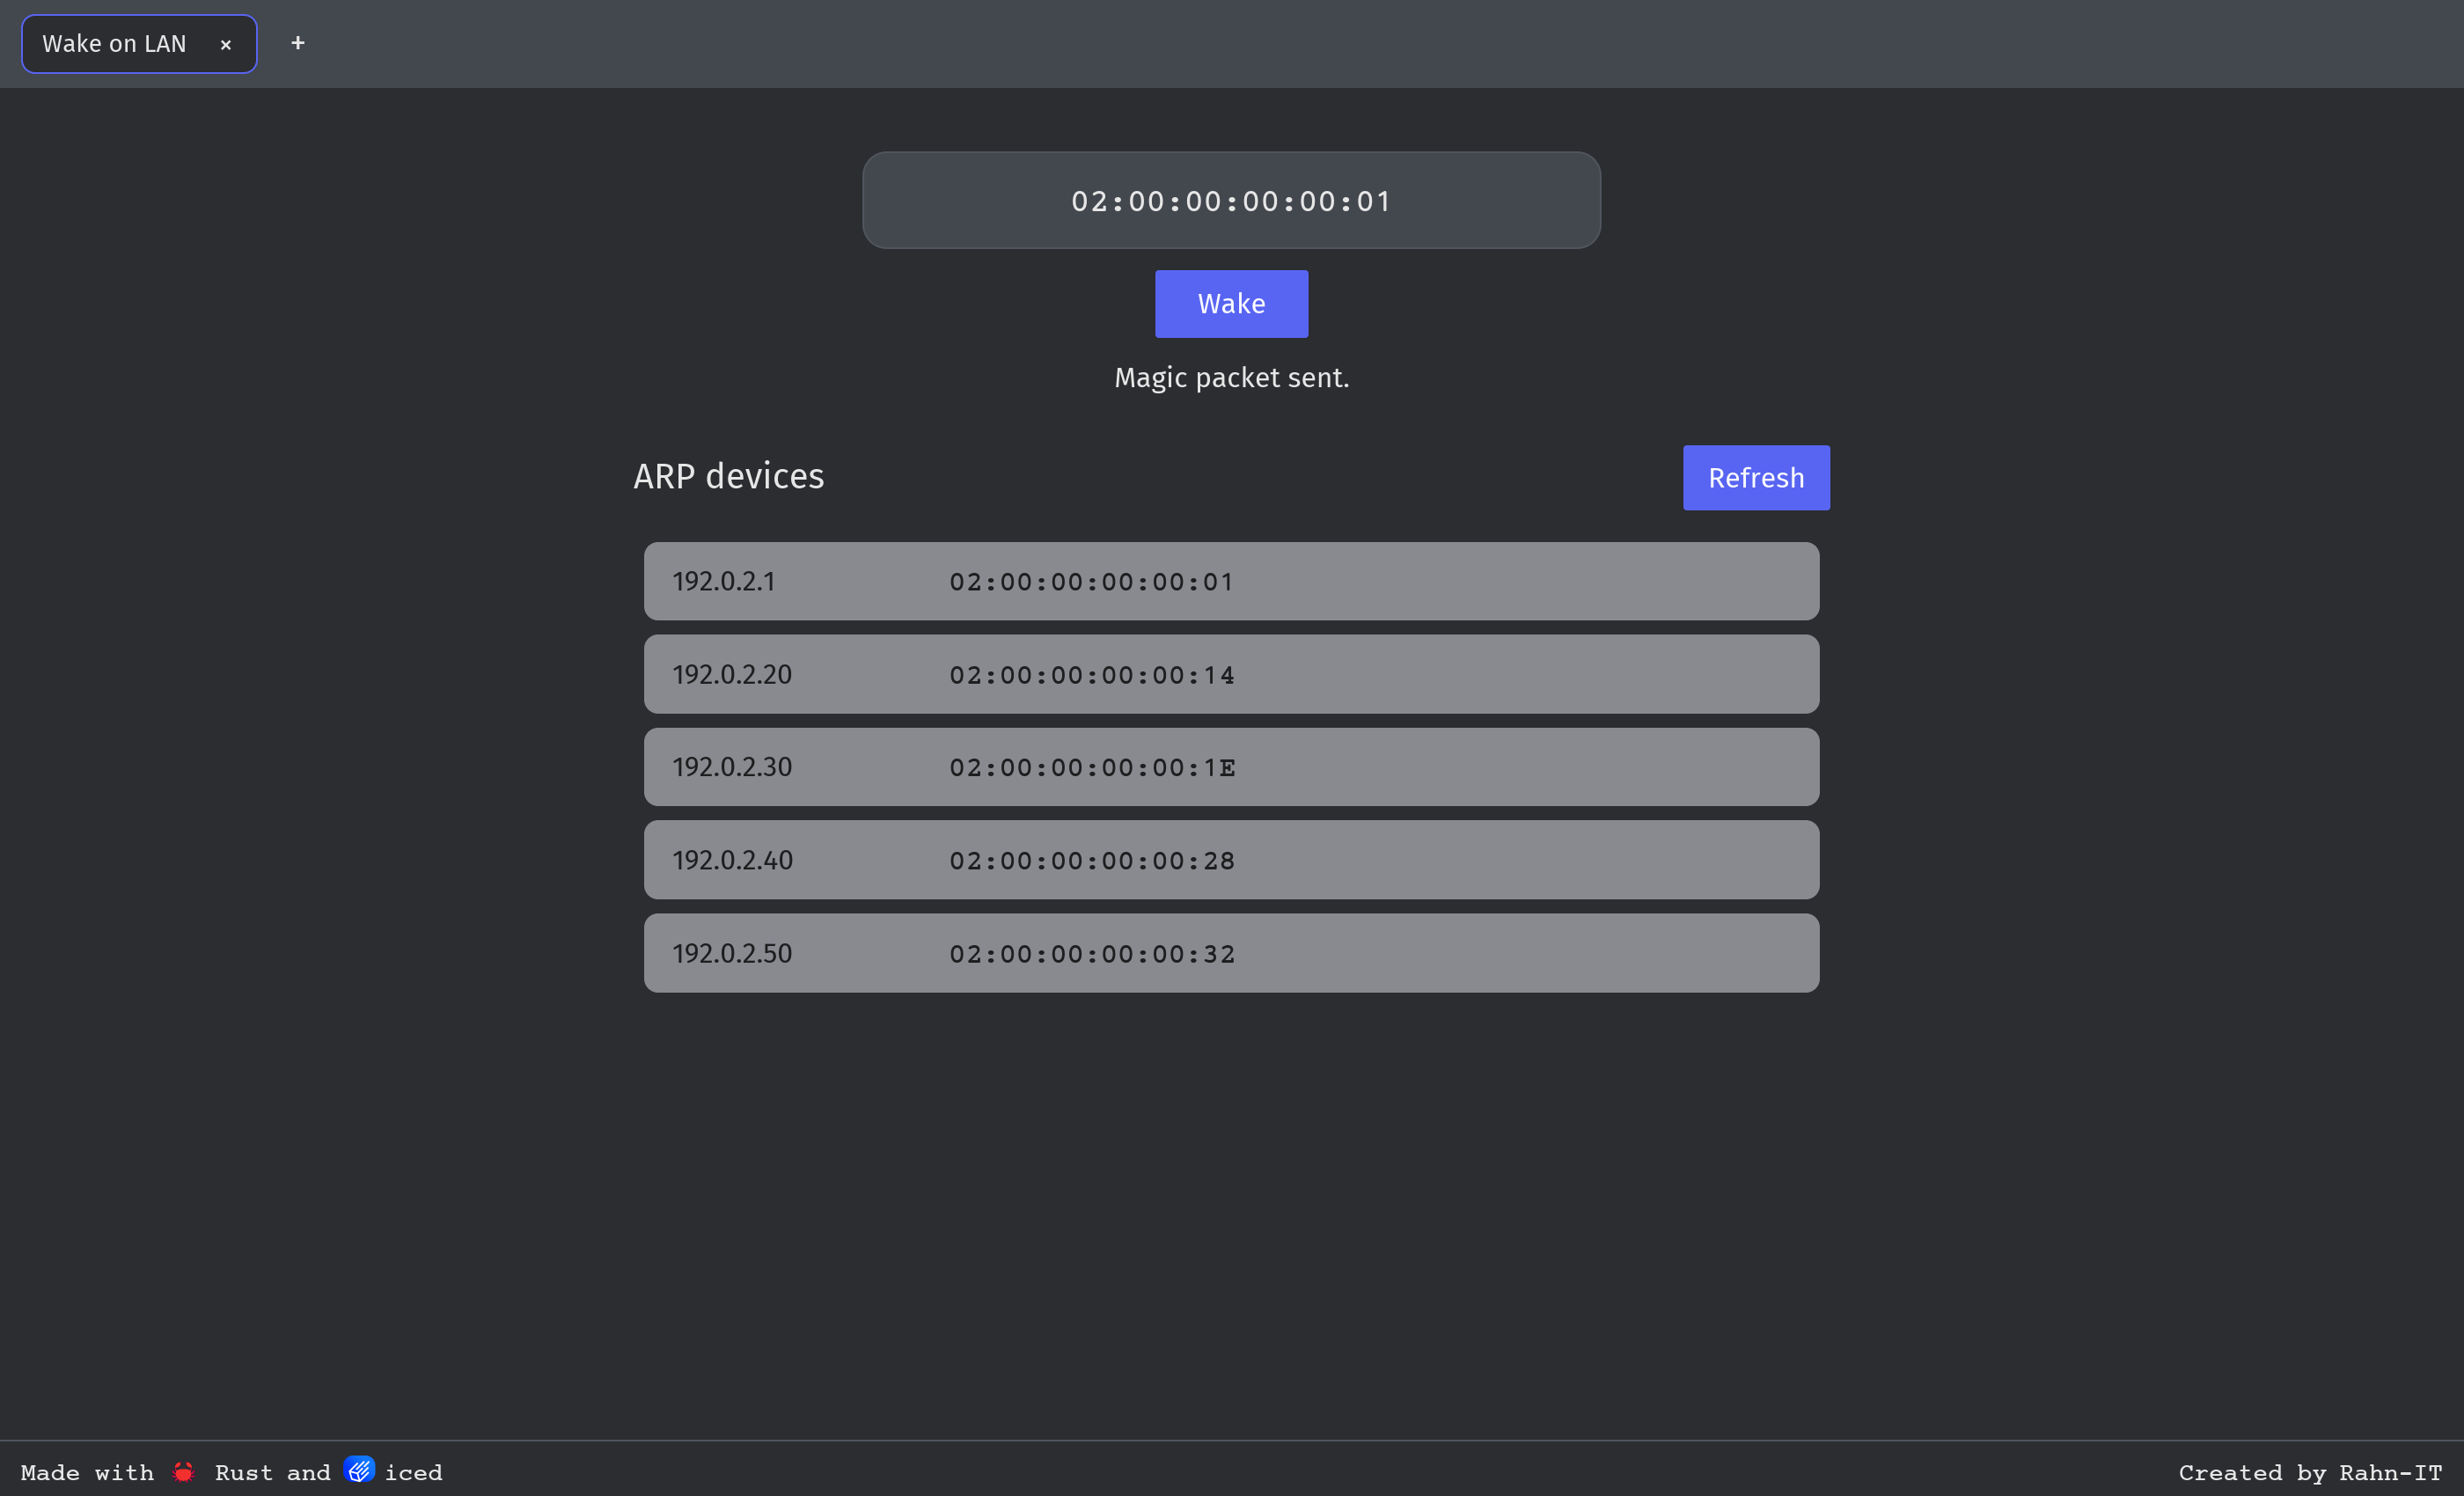 Wake on LAN × +
02:00:00:00:00:01
Wake
Magic packet sent.
ARP devices Refresh
192.0.2.1 02:00:00:00:00:01
192.0.2.20 02:00:00:00:00:14
192.0.2.30 02:00:00:00:00:1E
192.0.2.40 02:00:00:00:00:28
192.0.2.50 02:00:00:00:00:32
Made with 🦀 Rust and iced Created by Rahn-IT